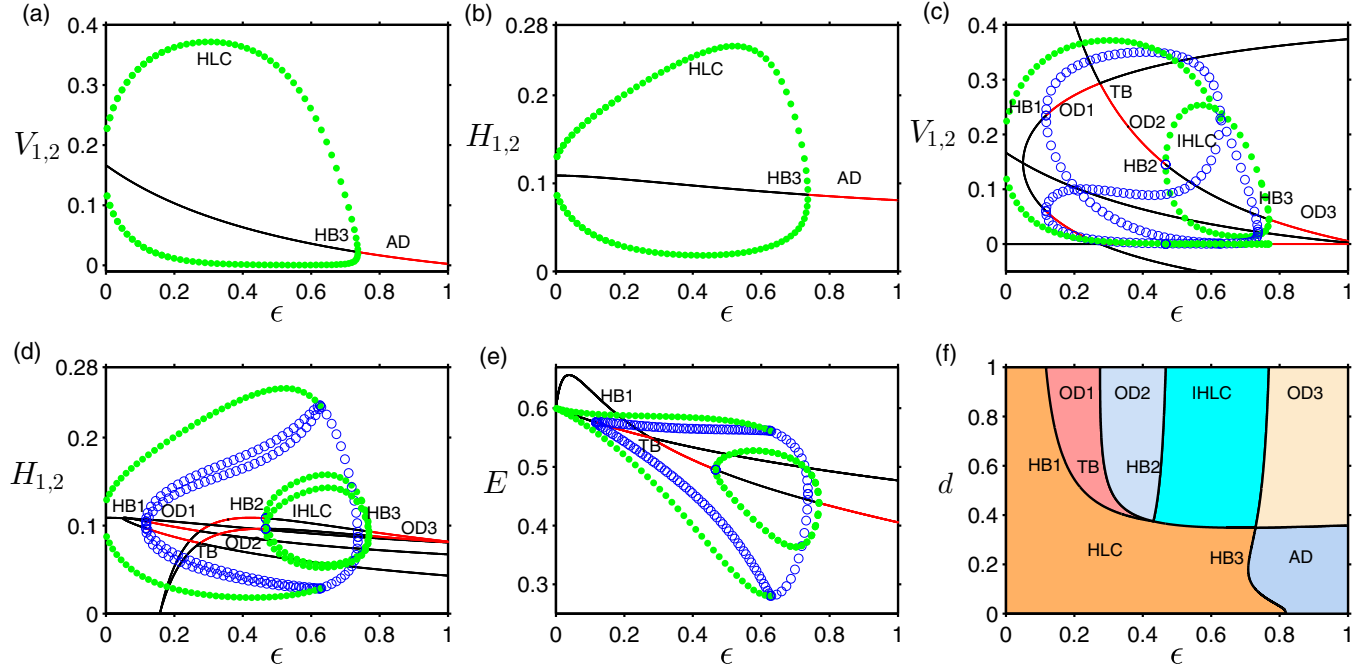 (a)
0.4
0.3
0.2
0.1
0
V1,2
HLC
HB3
AD
0 0.2 0.4 0.6 0.8 1
ϵ
(b)
0.28
0.2
0.1
0
H1,2
HLC
HB3
AD
0 0.2 0.4 0.6 0.8 1
ϵ
(c)
0.4
0.3
0.2
0.1
0
V1,2
HB1
OD1
TB
OD2
IHLC
HB2
HB3
OD3
0 0.2 0.4 0.6 0.8 1
ϵ
(d)
0.28
0.2
0.1
0
H1,2
HB1
OD1
HB2
IHLC
TB
OD2
HB3
OD3
0 0.2 0.4 0.6 0.8 1
ϵ
(e)
0.6
0.5
0.4
0.3
E
HB1
TB
0 0.2 0.4 0.6 0.8 1
ϵ
(f)
1
0.8
0.6
0.4
0.2
0
d
OD1
OD2
IHLC
OD3
HB1
TB
HB2
HLC
HB3
AD
0 0.2 0.4 0.6 0.8 1
ϵ